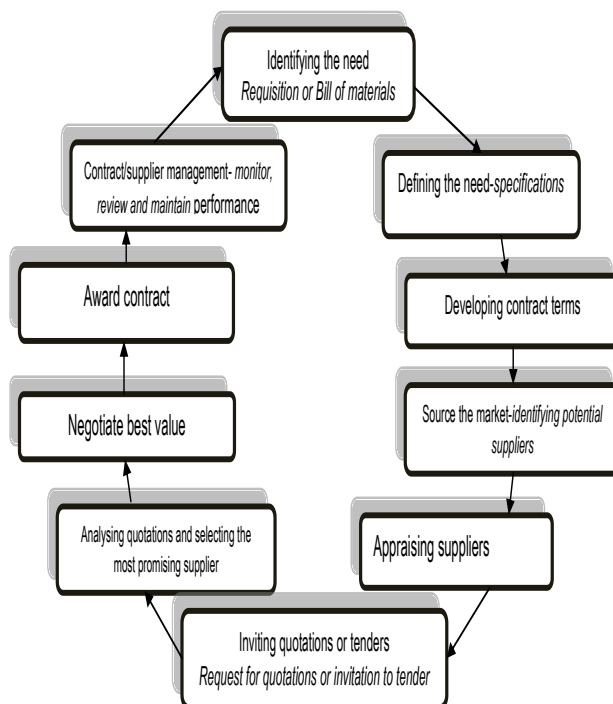 Identifying the need
Requisition or Bill of materials
Defining the need-specifications
Developing contract terms
Source the market-identifying potential
suppliers
Appraising suppliers
Inviting quotations or tenders
Request for quotations or invitation to tender
Analysing quotations and selecting the
most promising supplier
Negotiate best value
Award contract
Contract/supplier management- monitor,
review and maintain performance